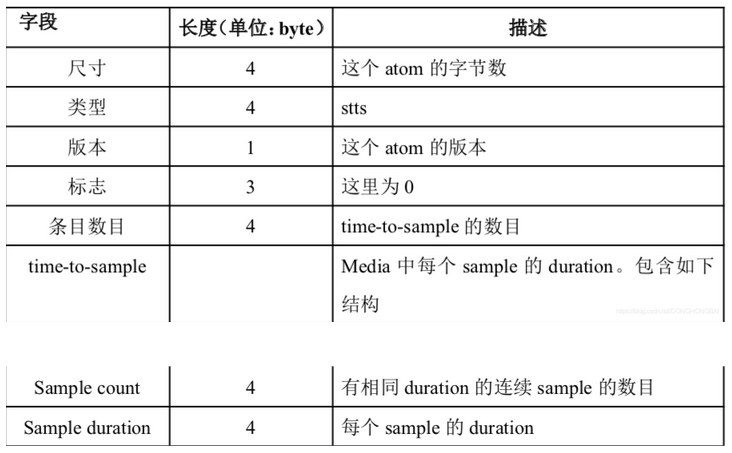 字段 长度(单位：byte) 描述
尺寸 4 这个 atom 的字节数
类型 4 stts
版本 1 这个 atom 的版本
标志 3 这里为 0
条目数目 4 time-to-sample 的数目
time-to-sample Media 中每个 sample 的 duration。包含如下
结构
Sample count 4 有相同 duration 的连续 sample 的数目
Sample duration 4 每个 sample 的 duration